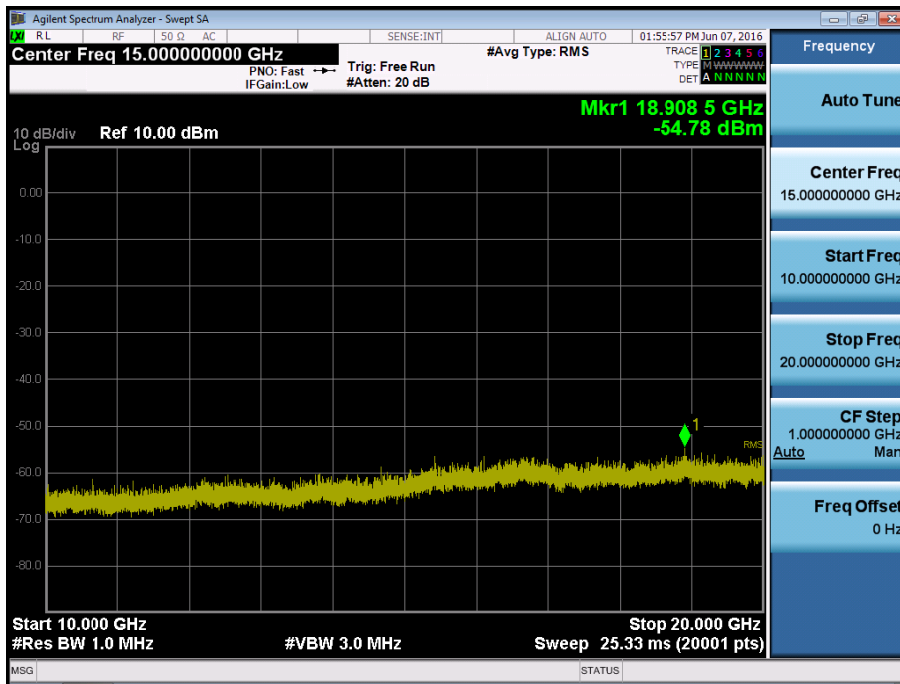 Agilent Spectrum Analyzer - Swept SA
LXI RL RF 50 Ω AC SENSE:INT ALIGN AUTO 01:55:57 PM Jun 07, 2016
Center Freq 15.000000000 GHz
PNO: Fast
IFGain:Low
Trig: Free Run
#Atten: 20 dB
#Avg Type: RMS
TRACE 1 2 3 4 5 6
TYPE M WWWWW
DET A N N N N N
Mkr1 18.908 5 GHz
-54.78 dBm
10 dB/div Ref 10.00 dBm
Log
0.00
-10.0
-20.0
-30.0
-40.0
-50.0
-60.0
-70.0
-80.0
1
RMS
Start 10.000 GHz Stop 20.000 GHz
#Res BW 1.0 MHz #VBW 3.0 MHz Sweep 25.33 ms (20001 pts)
MSG STATUS
Frequency
Auto Tune
Center Freq
15.000000000 GHz
Start Freq
10.000000000 GHz
Stop Freq
20.000000000 GHz
CF Step
1.000000000 GHz
Auto Man
Freq Offset
0 Hz